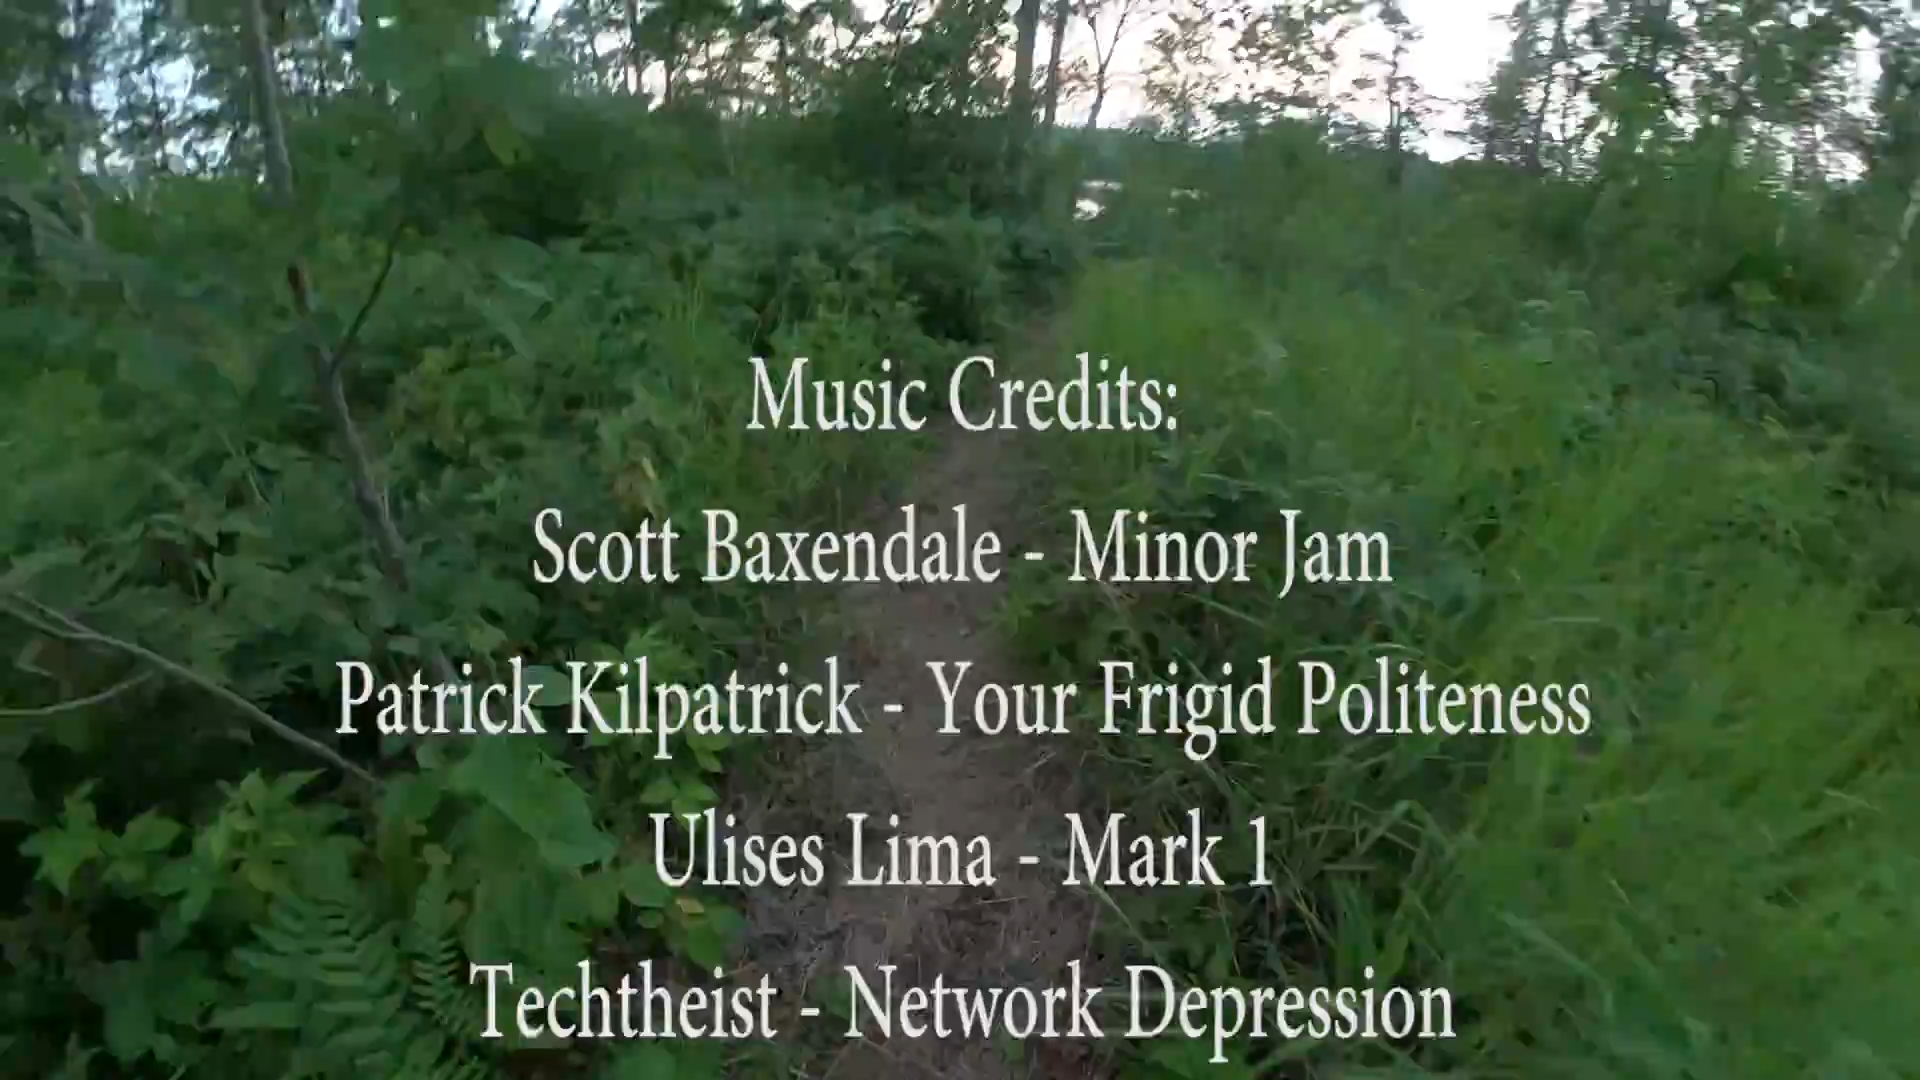 Music Credits:
Scott Baxendale - Minor Jam
Patrick Kilpatrick - Your Frigid Politeness
Ulises Lima - Mark 1
Techtheist - Network Depression